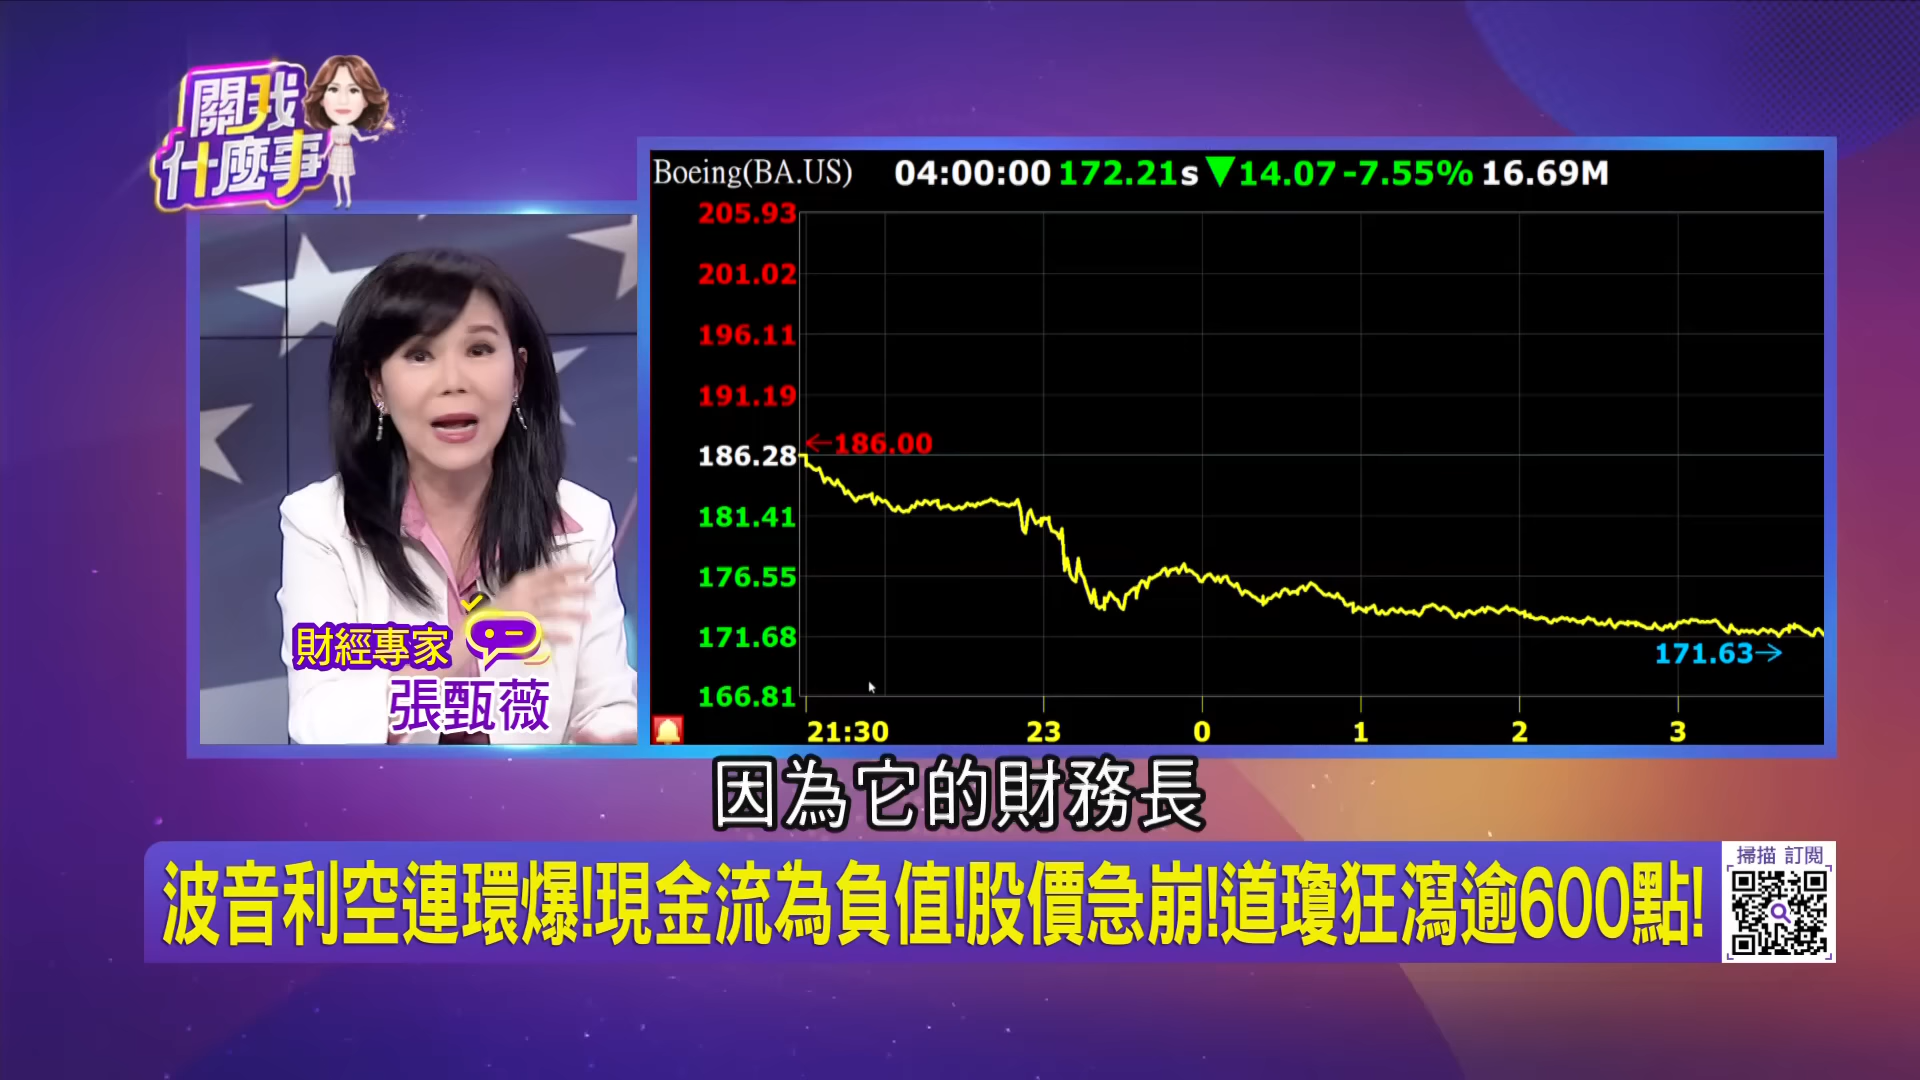 關我
什麼事
Boeing(BA.US) 04:00:00 172.21s ▼14.07 -7.55% 16.69M
205.93
201.02
196.11
191.19
←186.00
186.28
181.41
176.55
171.68
171.63→
166.81
21:30 23 0 1 2 3
財經專家
張甄薇
因為它的財務長
掃描 訂閱
波音利空連環爆!現金流為負值!股價急崩!道瓊狂瀉逾600點!